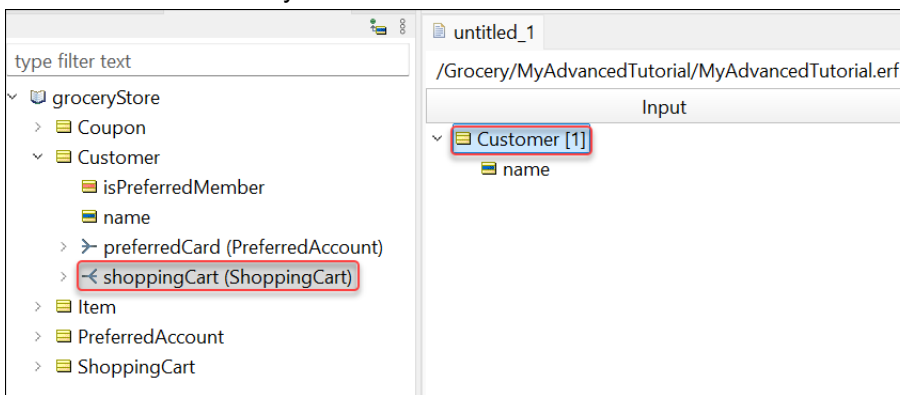 type filter text
groceryStore
Coupon
Customer
isPreferredMember
name
preferredCard (PreferredAccount)
shoppingCart (ShoppingCart)
Item
PreferredAccount
ShoppingCart
untitled_1
/Grocery/MyAdvancedTutorial/MyAdvancedTutorial.erf
Input
Customer [1]
name